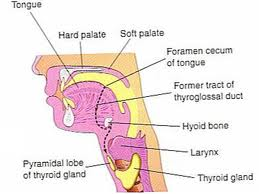 Tongue
Hard palate
Soft palate
Foramen cecum
of tongue
Former tract of
thyroglossal duct
Hyoid bone
Larynx
Pyramidal lobe
of thyroid gland
Thyroid gland